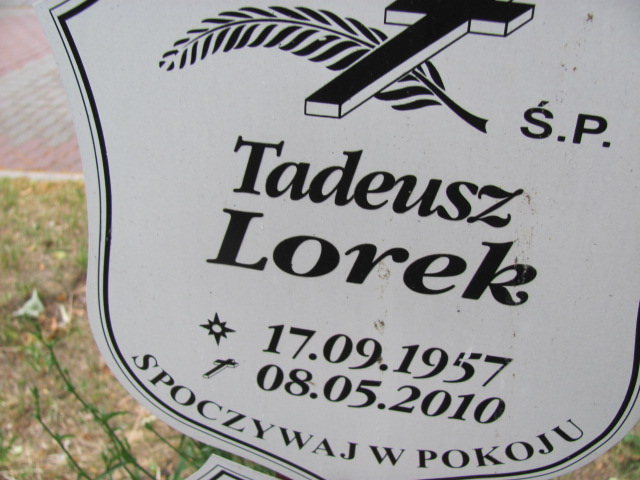 Ś.P.
Tadeusz
Lorek
17.09.1957
08.05.2010
SPOCZYWAJ W POKOJU